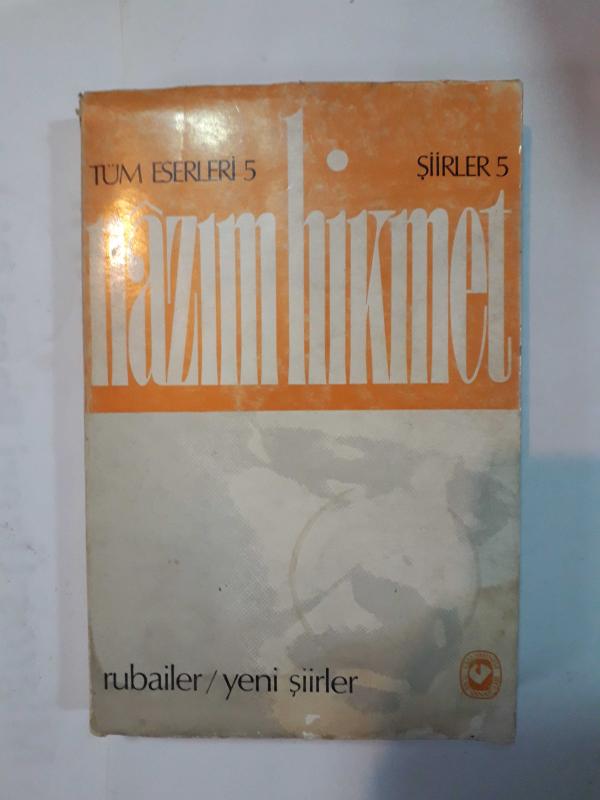 TÜM ESERLERİ 5
ŞİİRLER 5
nâzım hikmet
rubailer / yeni şiirler